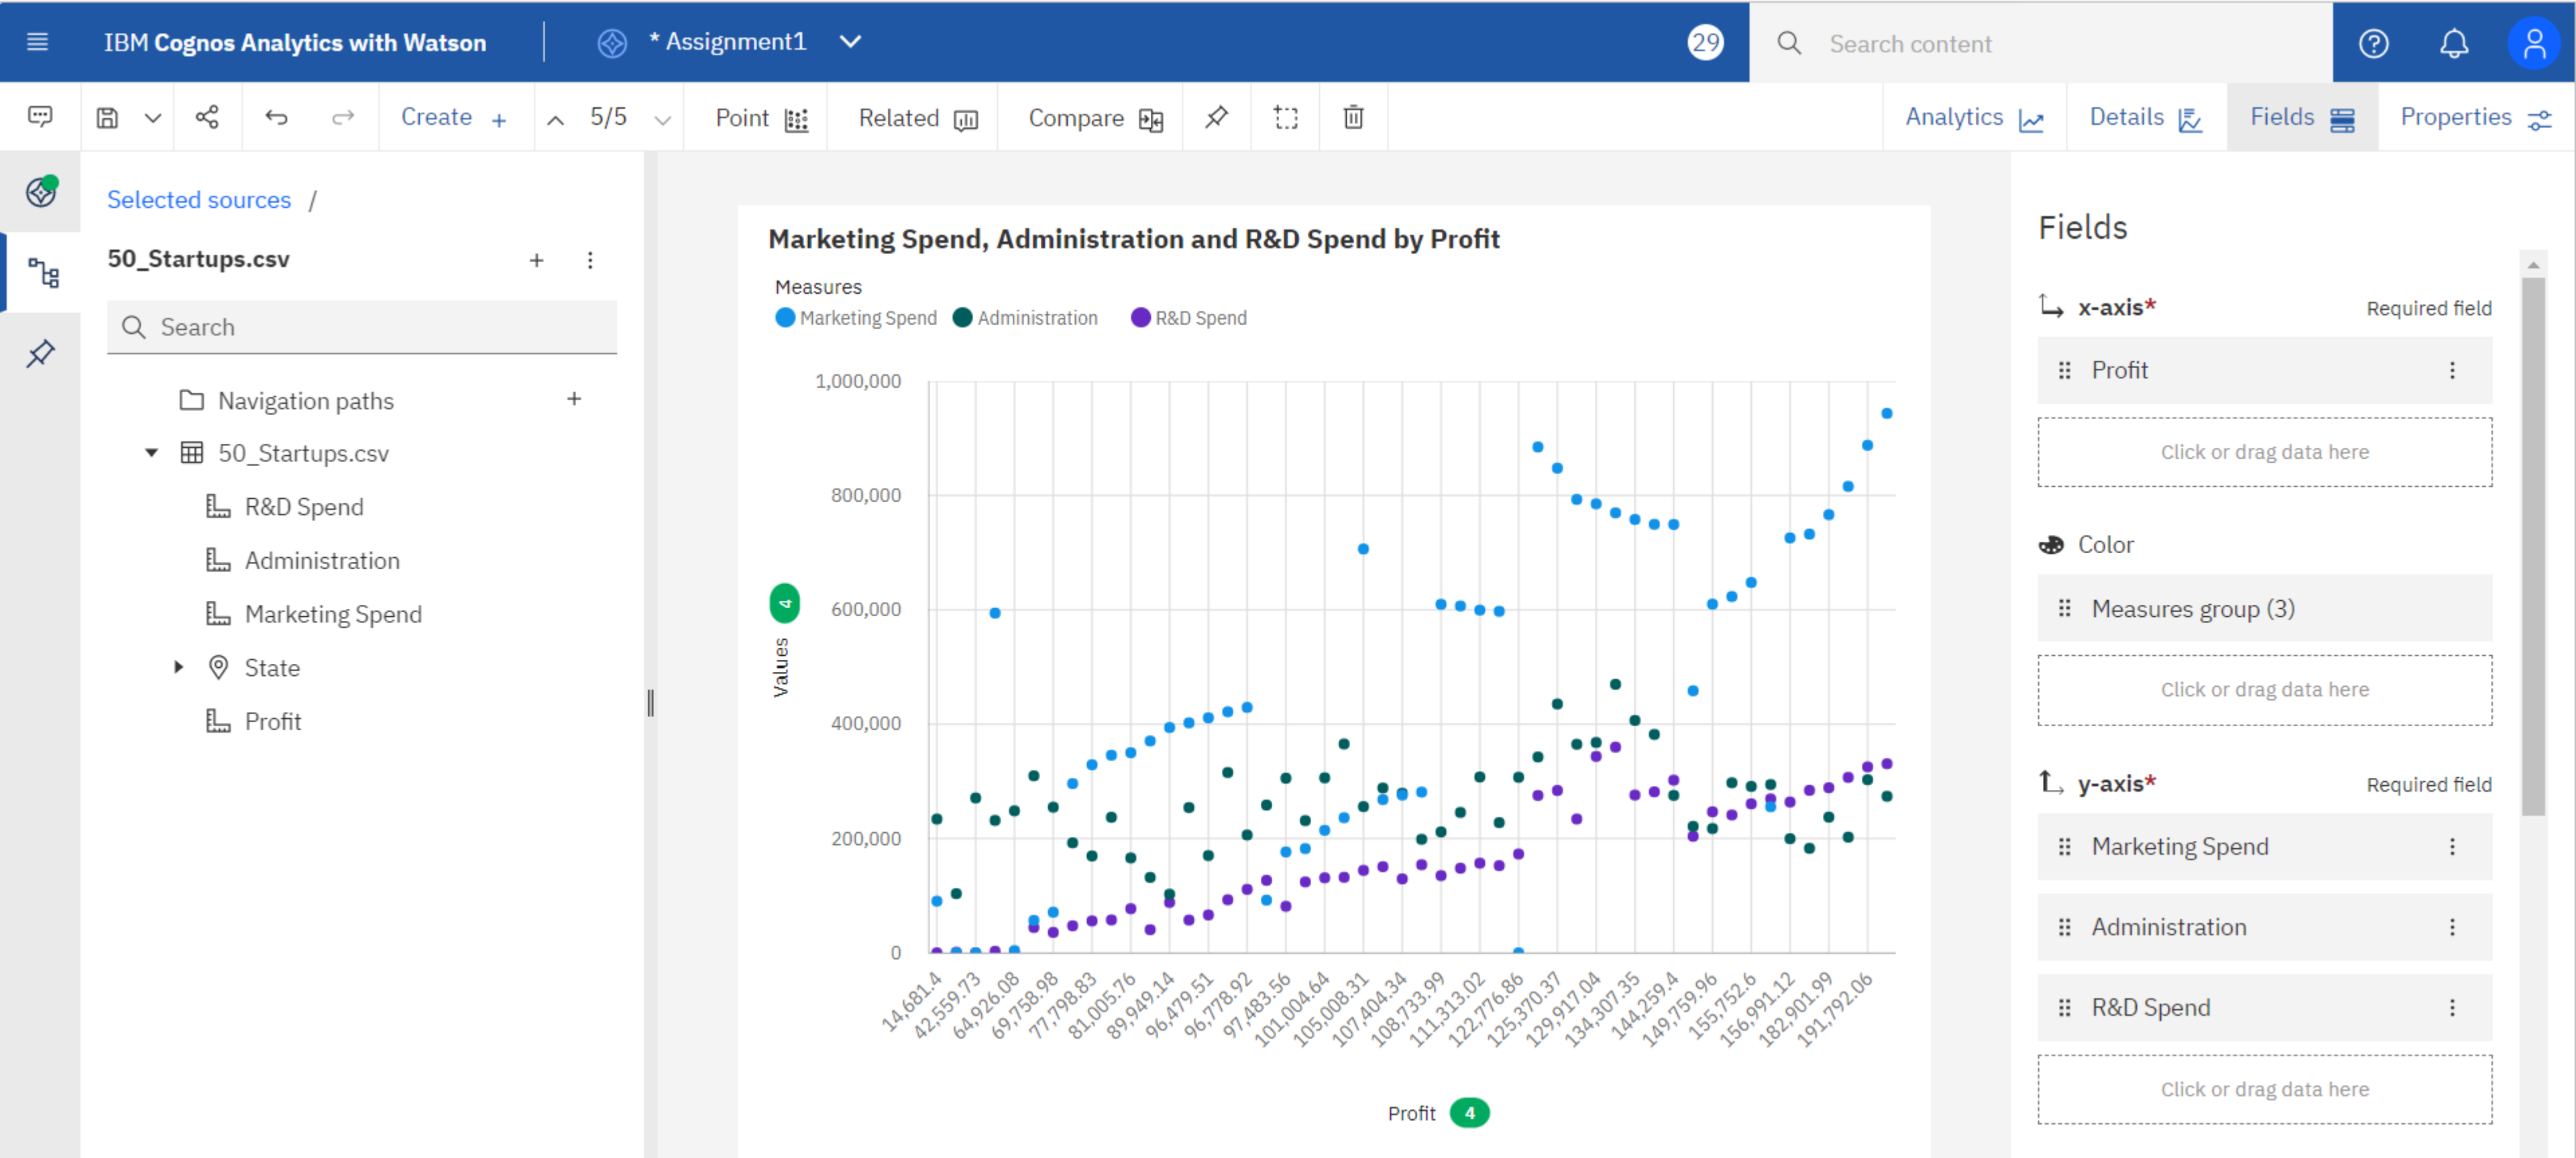 IBM Cognos Analytics with Watson
* Assignment1
29
Search content
Create +
5/5
Point
Related
Compare
Analytics
Details
Fields
Properties
Selected sources /
50_Startups.csv
Search
Navigation paths
50_Startups.csv
R&D Spend
Administration
Marketing Spend
State
Profit
Marketing Spend, Administration and R&D Spend by Profit
Measures
Marketing Spend
Administration
R&D Spend
1,000,000
800,000
600,000
400,000
200,000
0
Values
4
14,681.4
42,559.73
64,926.08
69,758.98
77,798.83
81,005.76
89,949.14
96,479.51
96,778.92
97,483.56
101,004.64
105,008.31
107,404.34
108,733.99
111,313.02
122,776.86
125,370.37
129,917.04
134,307.35
144,259.4
149,759.96
155,752.6
156,991.12
182,901.99
191,792.06
Profit
4
Fields
x-axis*
Required field
Profit
Click or drag data here
Color
Measures group (3)
Click or drag data here
y-axis*
Required field
Marketing Spend
Administration
R&D Spend
Click or drag data here